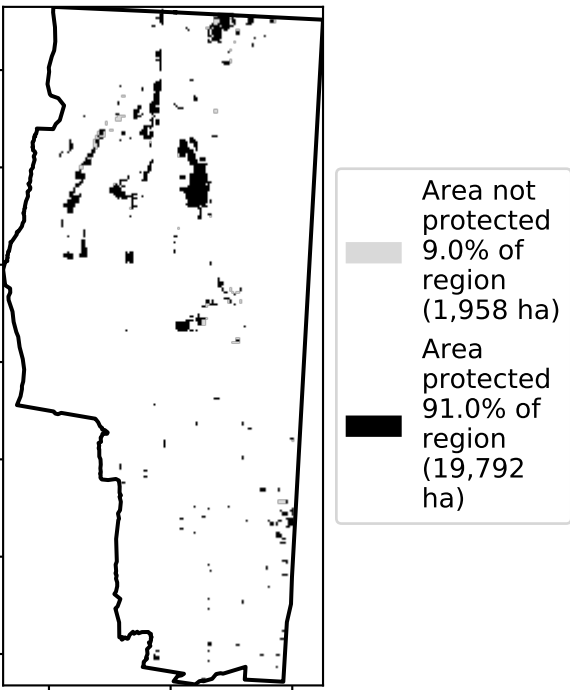 Area not
protected
9.0% of
region
(1,958 ha)
Area
protected
91.0% of
region
(19,792
ha)